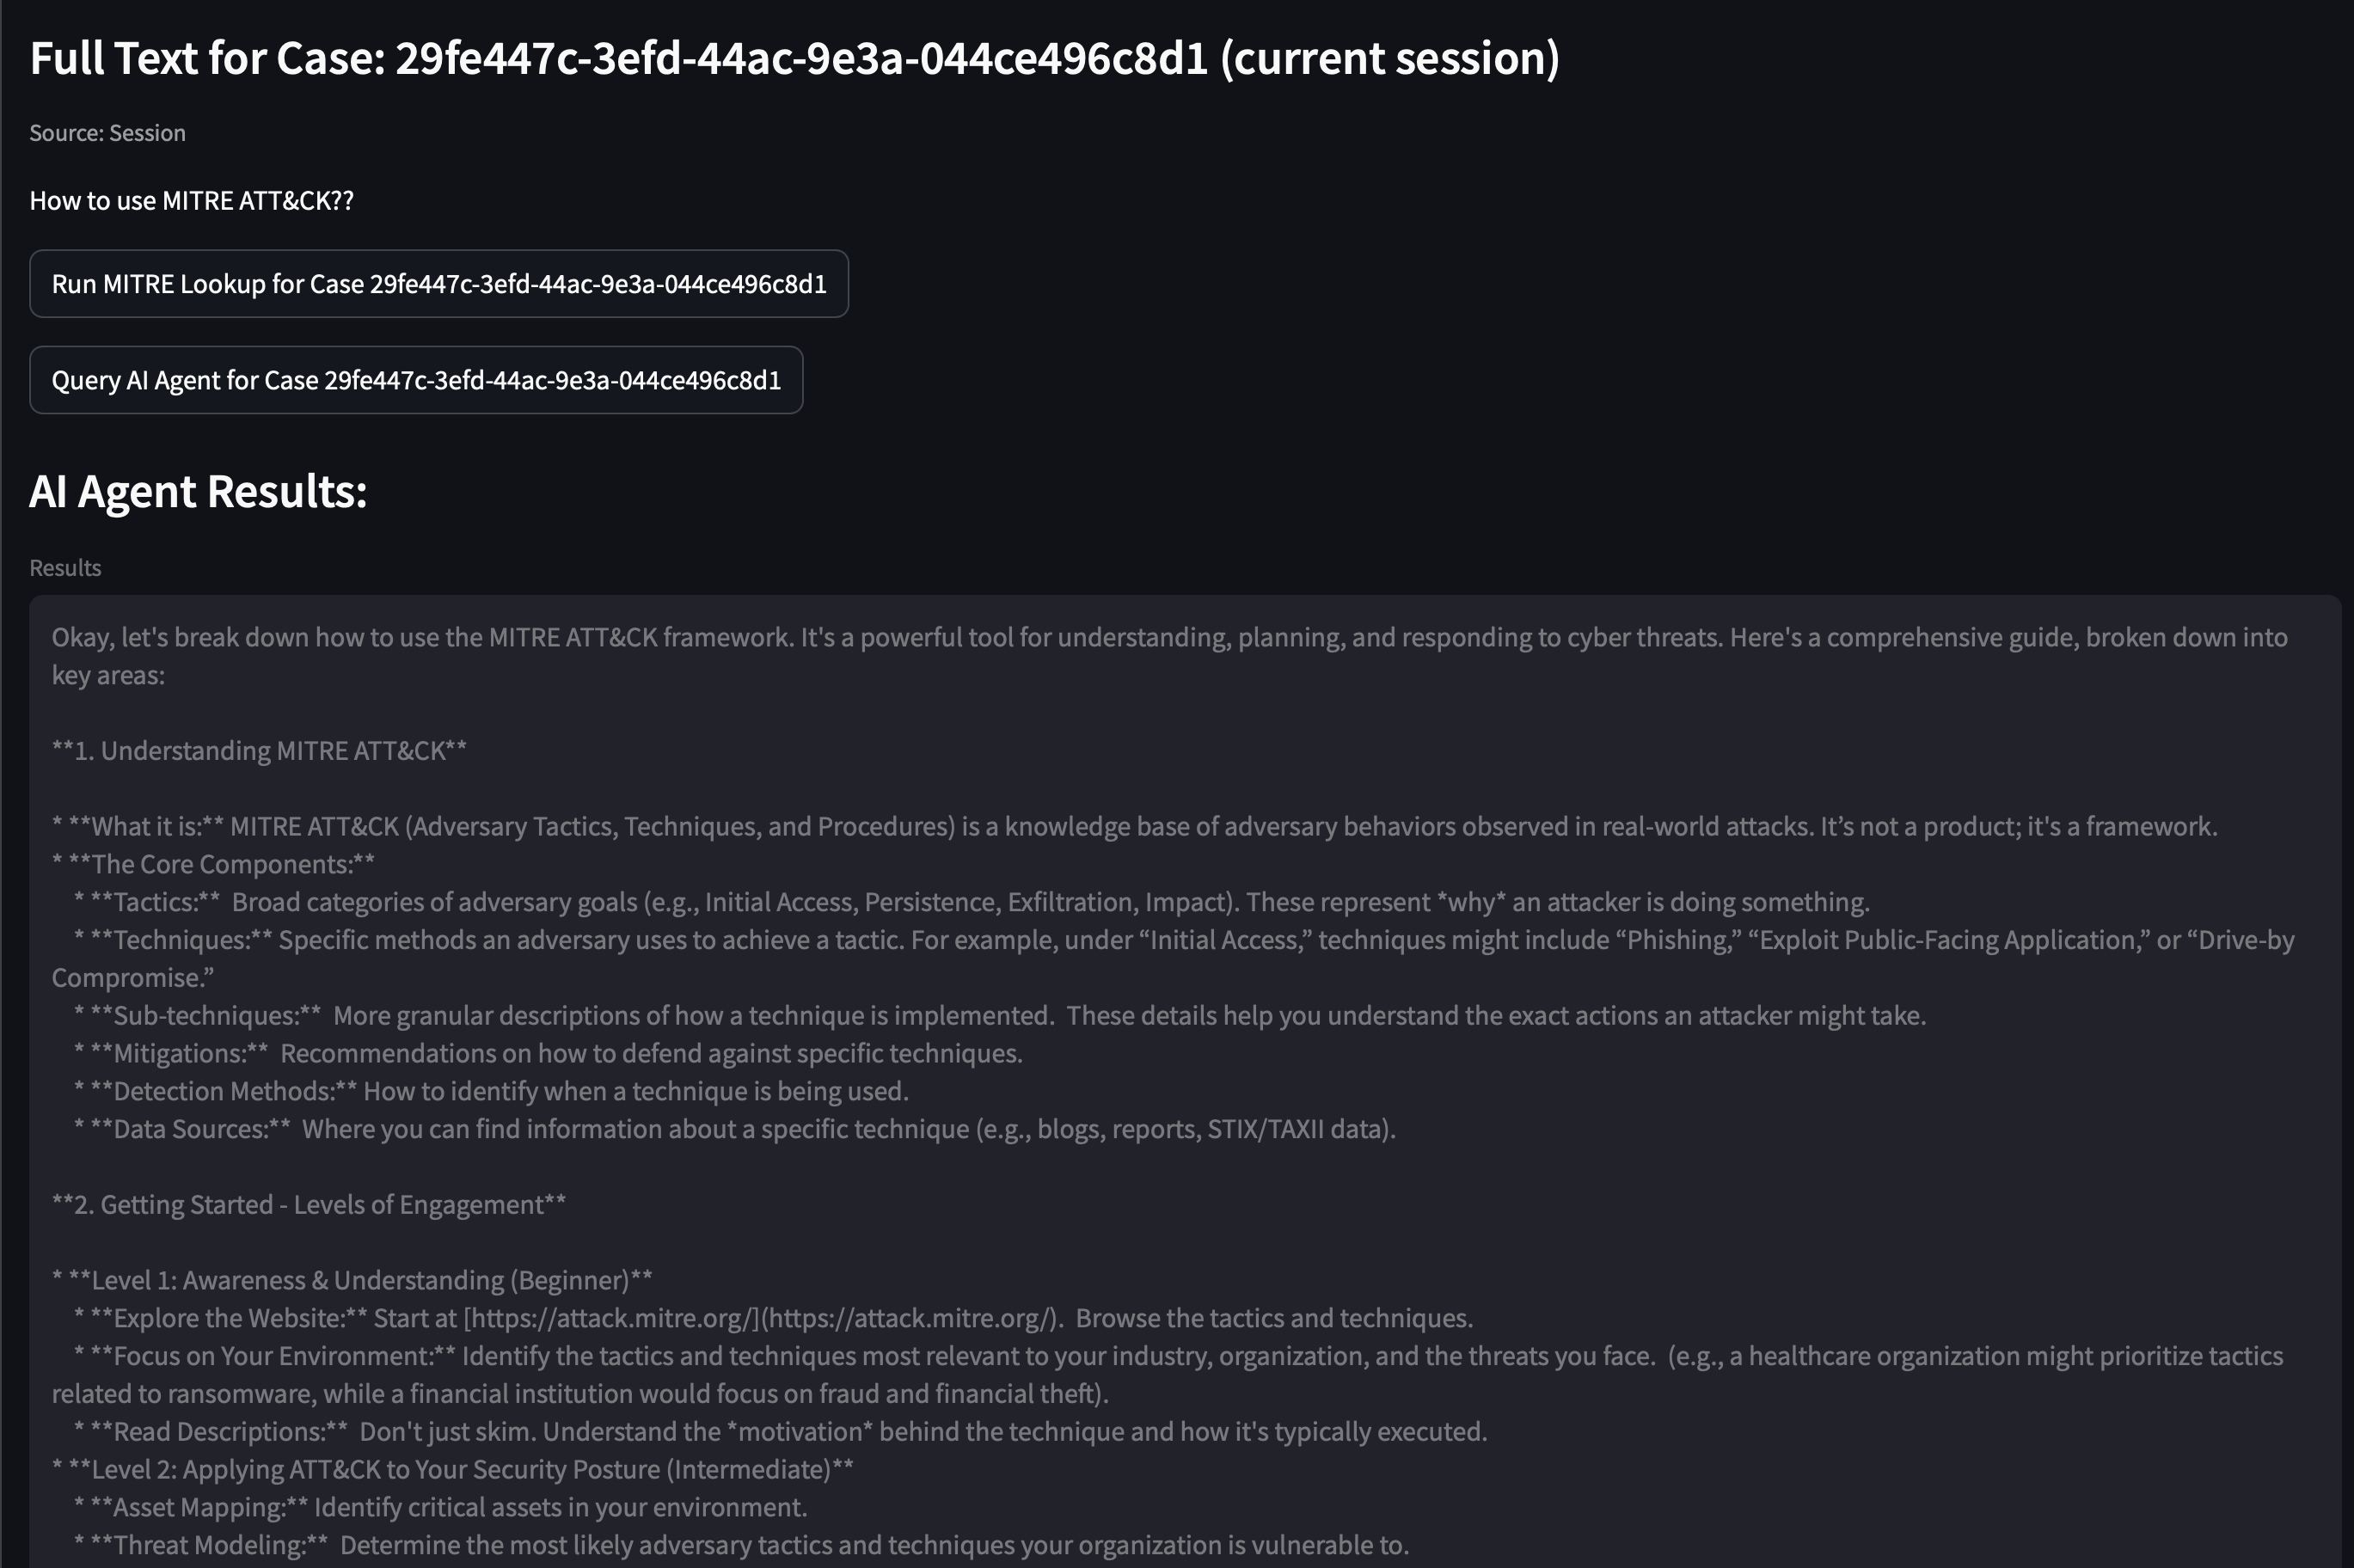 Full Text for Case: 29fe447c-3efd-44ac-9e3a-044ce496c8d1 (current session)
Source: Session
How to use MITRE ATT&CK??
Run MITRE Lookup for Case 29fe447c-3efd-44ac-9e3a-044ce496c8d1
Query AI Agent for Case 29fe447c-3efd-44ac-9e3a-044ce496c8d1
AI Agent Results:
Results
Okay, let's break down how to use the MITRE ATT&CK framework. It's a powerful tool for understanding, planning, and responding to cyber threats. Here's a comprehensive guide, broken down into
key areas:
**1. Understanding MITRE ATT&CK**
* **What it is:** MITRE ATT&CK (Adversary Tactics, Techniques, and Procedures) is a knowledge base of adversary behaviors observed in real-world attacks. It’s not a product; it's a framework.
* **The Core Components:**
    * **Tactics:**  Broad categories of adversary goals (e.g., Initial Access, Persistence, Exfiltration, Impact). These represent *why* an attacker is doing something.
    * **Techniques:** Specific methods an adversary uses to achieve a tactic. For example, under “Initial Access,” techniques might include “Phishing,” “Exploit Public-Facing Application,” or “Drive-by
Compromise.”
    * **Sub-techniques:**  More granular descriptions of how a technique is implemented.  These details help you understand the exact actions an attacker might take.
    * **Mitigations:**  Recommendations on how to defend against specific techniques.
    * **Detection Methods:** How to identify when a technique is being used.
    * **Data Sources:**  Where you can find information about a specific technique (e.g., blogs, reports, STIX/TAXII data).
**2. Getting Started - Levels of Engagement**
* **Level 1: Awareness & Understanding (Beginner)**
    * **Explore the Website:** Start at [https://attack.mitre.org/](https://attack.mitre.org/).  Browse the tactics and techniques.
    * **Focus on Your Environment:** Identify the tactics and techniques most relevant to your industry, organization, and the threats you face.  (e.g., a healthcare organization might prioritize tactics
related to ransomware, while a financial institution would focus on fraud and financial theft).
    * **Read Descriptions:**  Don't just skim. Understand the *motivation* behind the technique and how it's typically executed.
* **Level 2: Applying ATT&CK to Your Security Posture (Intermediate)**
    * **Asset Mapping:** Identify critical assets in your environment.
    * **Threat Modeling:**  Determine the most likely adversary tactics and techniques your organization is vulnerable to.